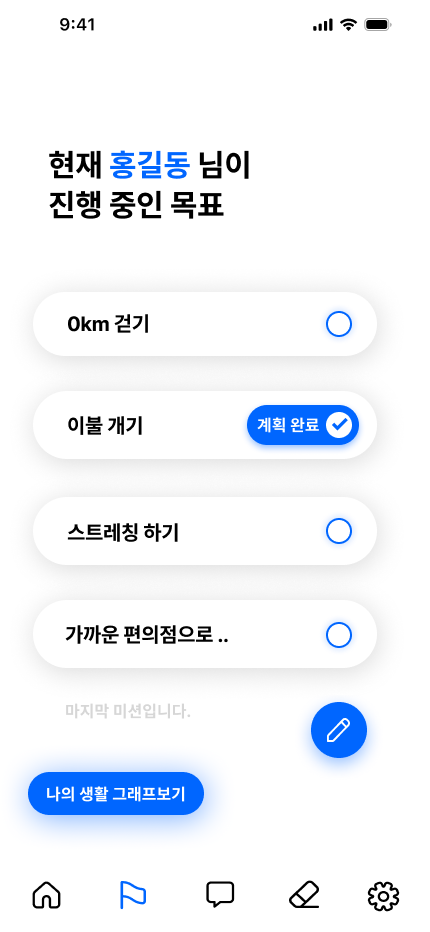 9:41
현재 홍길동 님이
진행 중인 목표
0km 걷기
이불 개기
계획 완료
스트레칭 하기
가까운 편의점으로 ..
마지막 미션입니다.
나의 생활 그래프보기